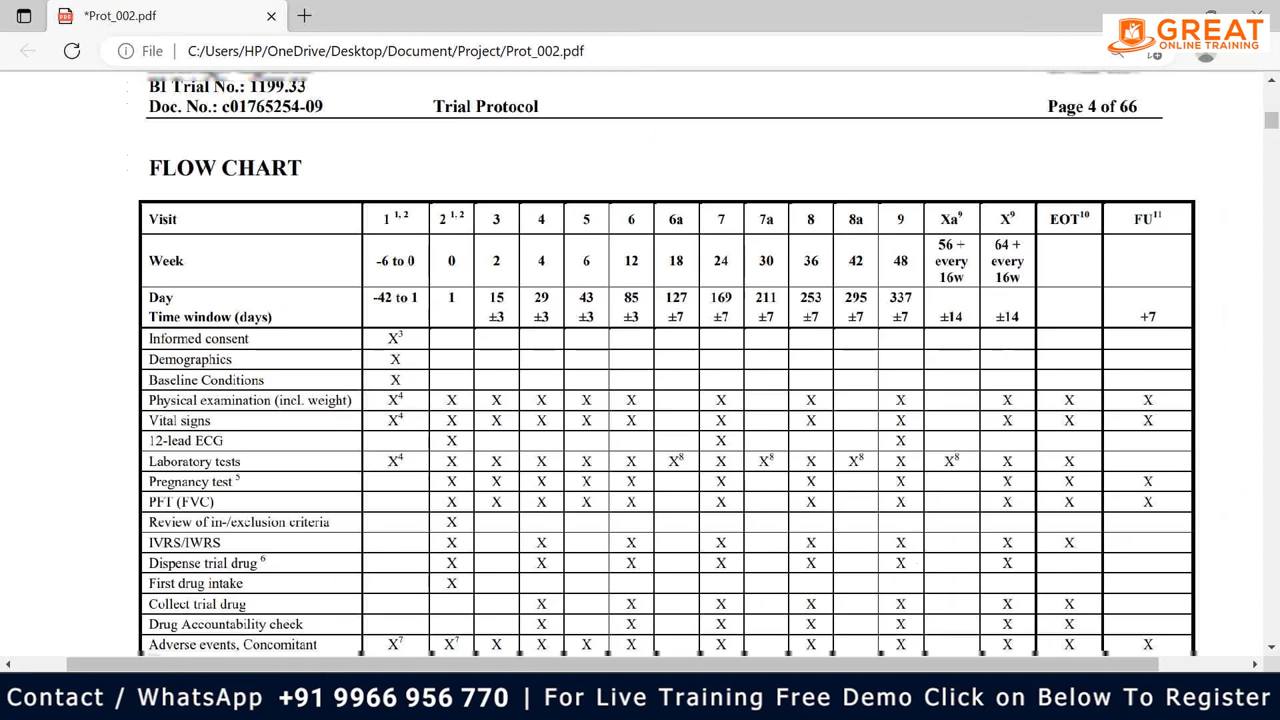 *Prot_002.pdf
GREAT
ONLINE TRAINING
File C:/Users/HP/OneDrive/Desktop/Document/Project/Prot_002.pdf
BI Trial No.: 1199.33
Doc. No.: c01765254-09 Trial Protocol Page 4 of 66
FLOW CHART
Visit 1 1, 2 2 1, 2 3 4 5 6 6a 7 7a 8 8a 9 Xa9 X9 EOT10 FU11
Week -6 to 0 0 2 4 6 12 18 24 30 36 42 48 56 + every 16w 64 + every 16w
Day -42 to 1 1 15 29 43 85 127 169 211 253 295 337
Time window (days) ±3 ±3 ±3 ±3 ±7 ±7 ±7 ±7 ±7 ±7 ±14 ±14 +7
Informed consent X3
Demographics X
Baseline Conditions X
Physical examination (incl. weight) X4 X X X X X X X X X X X
Vital signs X4 X X X X X X X X X X X
12-lead ECG X X X
Laboratory tests X4 X X X X X X8 X X8 X X8 X X8 X X
Pregnancy test 5 X X X X X X X X X X X
PFT (FVC) X X X X X X X X X X X
Review of in-/exclusion criteria X
IVRS/IWRS X X X X X X X X
Dispense trial drug 6 X X X X X X X
First drug intake X
Collect trial drug X X X X X X X
Drug Accountability check X X X X X X X
Adverse events, Concomitant X7 X7 X X X X X X X X X X
Contact / WhatsApp +91 9966 956 770 | For Live Training Free Demo Click on Below To Register